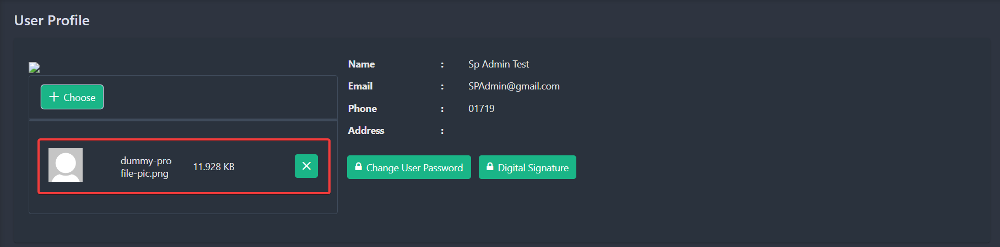 User Profile
Choose
dummy-pro
file-pic.png
11.928 KB
Name : Sp Admin Test
Email : SPAdmin@gmail.com
Phone : 01719
Address :
Change User Password
Digital Signature